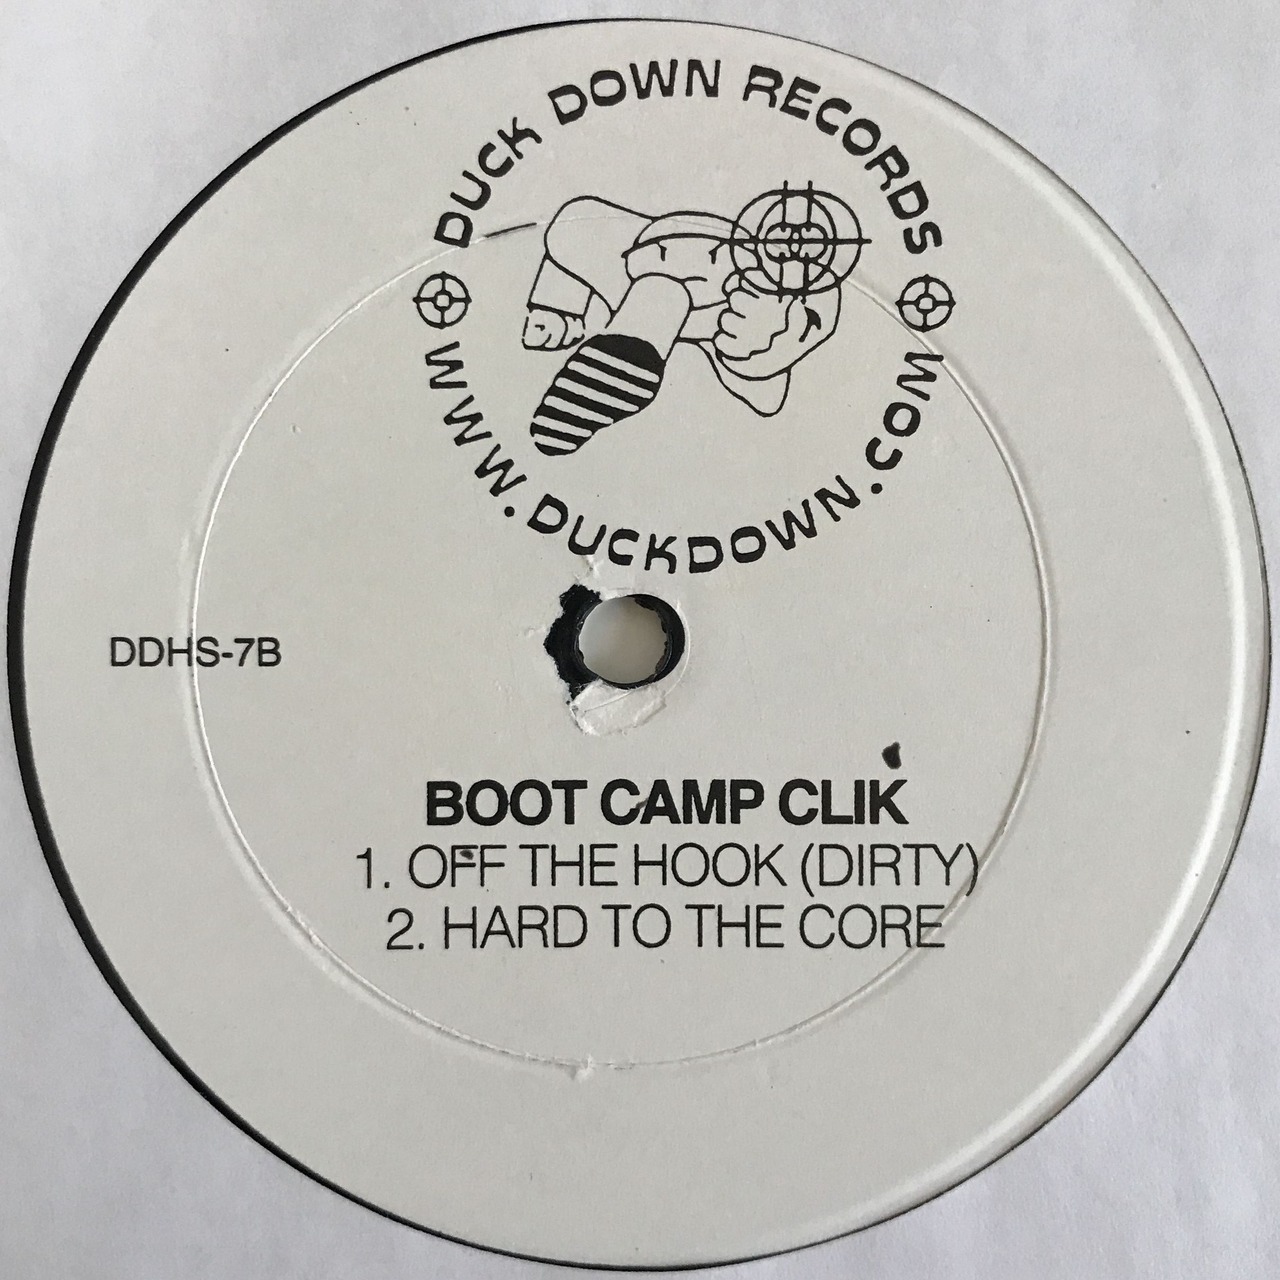 DUCK DOWN RECORDS
WWW.DUCKDOWN.COM
DDHS-7B
BOOT CAMP CLIK
1. OFF THE HOOK (DIRTY)
2. HARD TO THE CORE